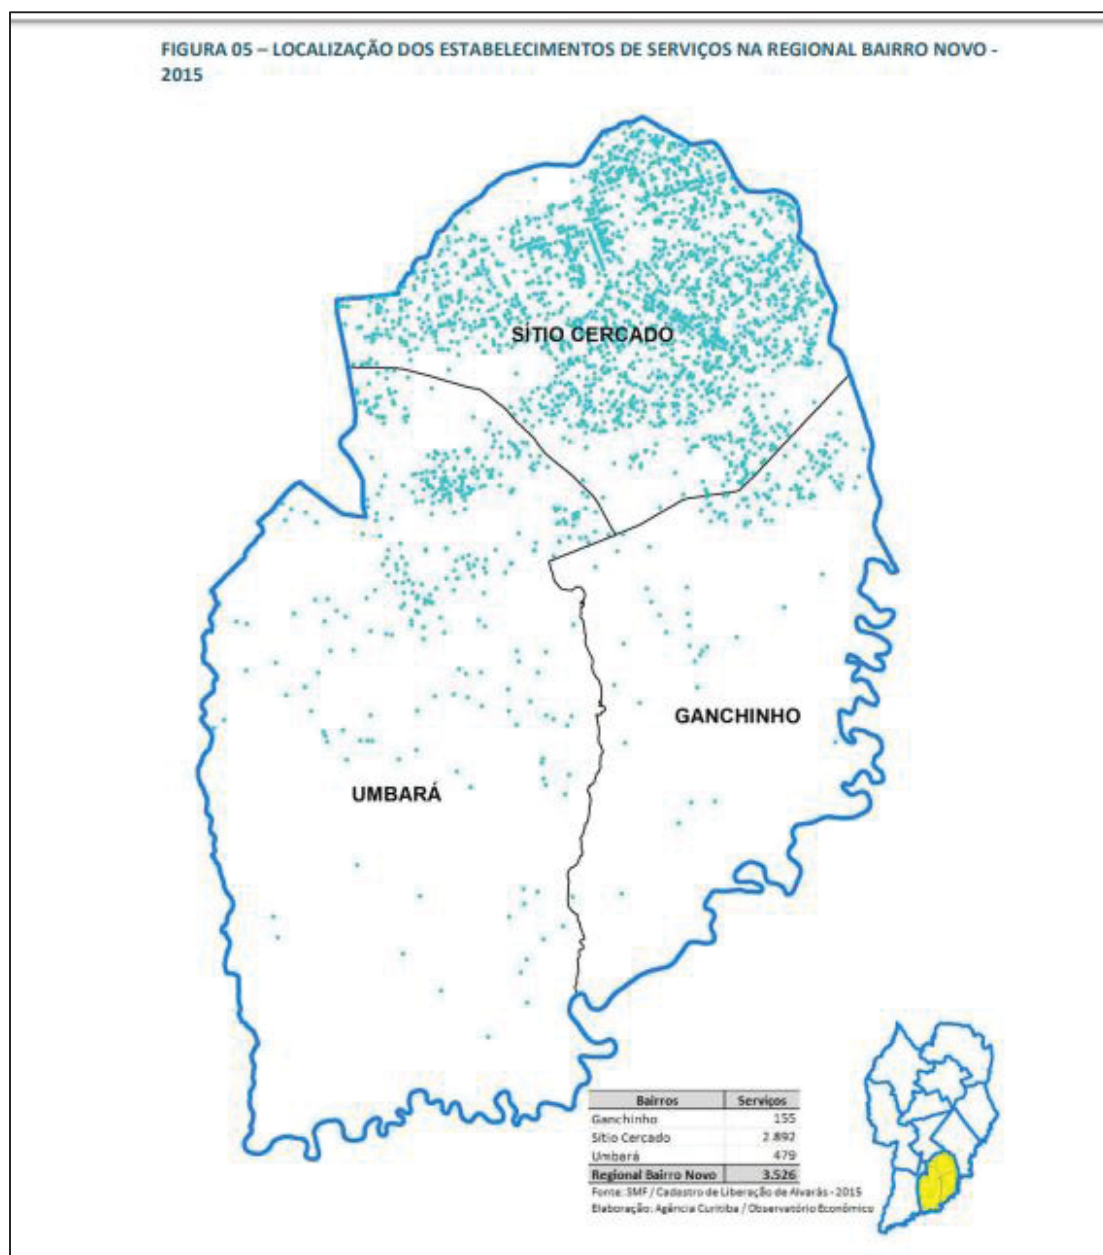 FIGURA 05 – LOCALIZAÇÃO DOS ESTABELECIMENTOS DE SERVIÇOS NA REGIONAL BAIRRO NOVO -
2015
SÍTIO CERCADO
GANCHINHO
UMBARÁ
Bairros Serviços
Ganchinho 155
Sítio Cercado 2.892
Umbará 479
Regional Bairro Novo 3.526
Fonte: SMF / Cadastro de Liberação de Alvarás - 2015
Elaboração: Agência Curitiba / Observatório Econômico